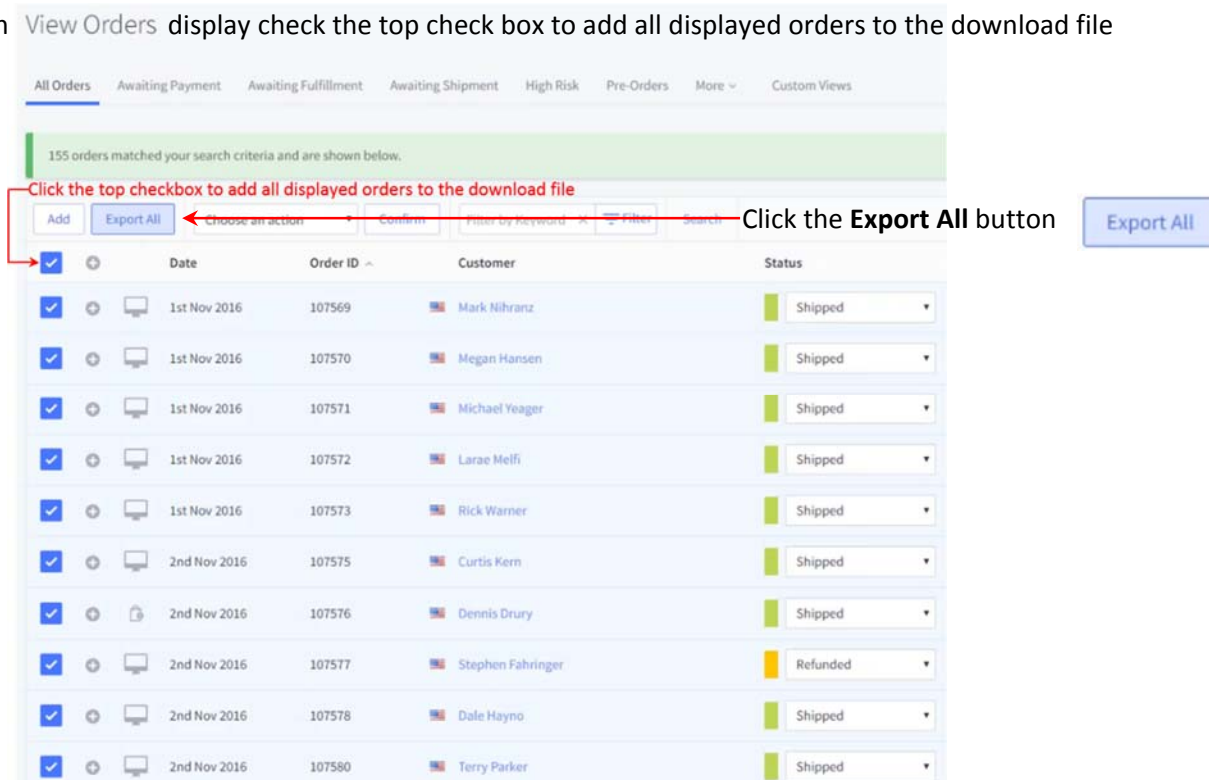 n View Orders display check the top check box to add all displayed orders to the download file
All Orders Awaiting Payment Awaiting Fulfillment Awaiting Shipment High Risk Pre-Orders More Custom Views
155 orders matched your search criteria and are shown below.
Click the top checkbox to add all displayed orders to the download file
Add Export All Choose an action Confirm Filter by Keyword × Filter Search Click the Export All button Export All
Date Order ID Customer Status
1st Nov 2016 107569 Mark Nihranz Shipped
1st Nov 2016 107570 Megan Hansen Shipped
1st Nov 2016 107571 Michael Yeager Shipped
1st Nov 2016 107572 Larae Melfi Shipped
1st Nov 2016 107573 Rick Warner Shipped
2nd Nov 2016 107575 Curtis Kern Shipped
2nd Nov 2016 107576 Dennis Drury Shipped
2nd Nov 2016 107577 Stephen Fahringer Refunded
2nd Nov 2016 107578 Dale Hayno Shipped
2nd Nov 2016 107580 Terry Parker Shipped